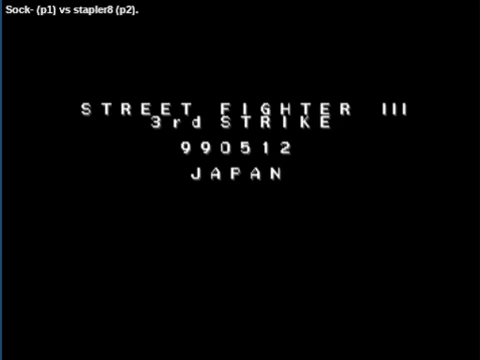 Sock- (p1) vs stapler8 (p2).
STREET FIGHTER III
3rd STRIKE
990512
JAPAN